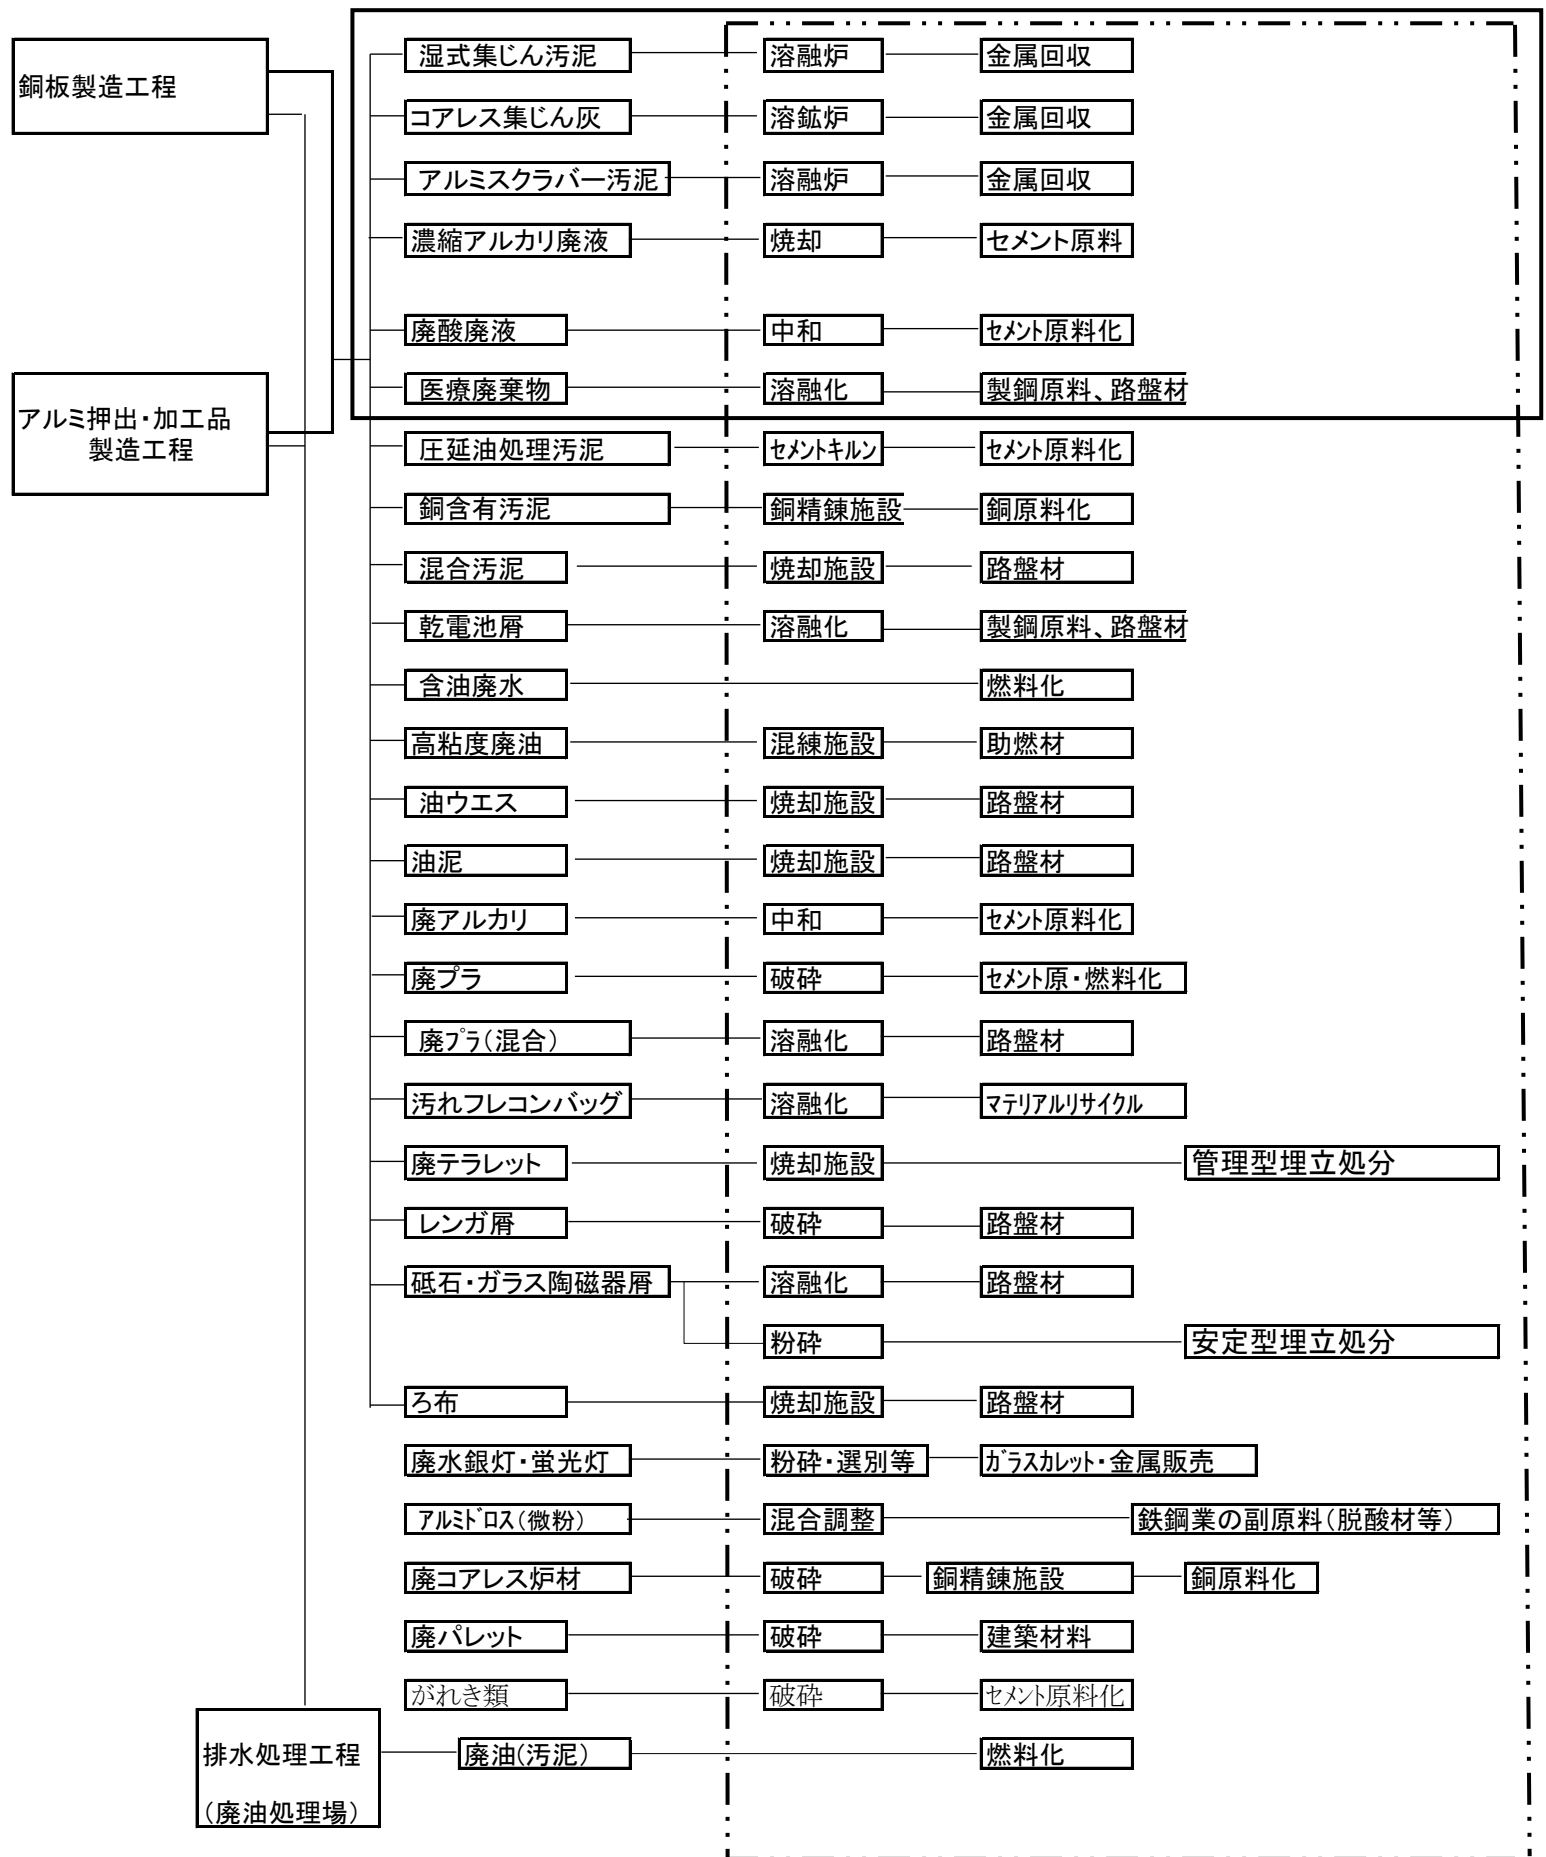 銅板製造工程
アルミ押出・加工品
製造工程
湿式集じん汚泥 溶融炉 金属回収
コアレス集じん灰 溶鉱炉 金属回収
アルミスクラバー汚泥 溶融炉 金属回収
濃縮アルカリ廃液 焼却 セメント原料
廃酸廃液 中和 ｾﾒﾝﾄ原料化
医療廃棄物 溶融化 製鋼原料、路盤材
圧延油処理汚泥 ｾﾒﾝﾄキルン ｾﾒﾝﾄ原料化
銅含有汚泥 銅精錬施設 銅原料化
混合汚泥 焼却施設 路盤材
乾電池屑 溶融化 製鋼原料、路盤材
含油廃水 燃料化
高粘度廃油 混練施設 助燃材
油ウエス 焼却施設 路盤材
油泥 焼却施設 路盤材
廃アルカリ 中和 ｾﾒﾝﾄ原料化
廃プラ 破砕 ｾﾒﾝﾄ原・燃料化
廃ﾌﾟﾗ（混合） 溶融化 路盤材
汚れフレコンバッグ 溶融化 ﾏﾃﾘｱﾙﾘｻｲｸﾙ
廃テラレット 焼却施設 管理型埋立処分
レンガ屑 破砕 路盤材
砥石・ガラス陶磁器屑 溶融化 路盤材
粉砕 安定型埋立処分
ろ布 焼却施設 路盤材
廃水銀灯・蛍光灯 粉砕・選別等 ｶﾞﾗｽｶﾚｯﾄ・金属販売
ｱﾙﾐﾄﾞﾛｽ（微粉） 混合調整 鉄鋼業の副原料（脱酸材等）
廃コアレス炉材 破砕 銅精錬施設 銅原料化
廃パレット 破砕 建築材料
がれき類 破砕 ｾﾒﾝﾄ原料化
排水処理工程 廃油(汚泥） 燃料化
（廃油処理場）